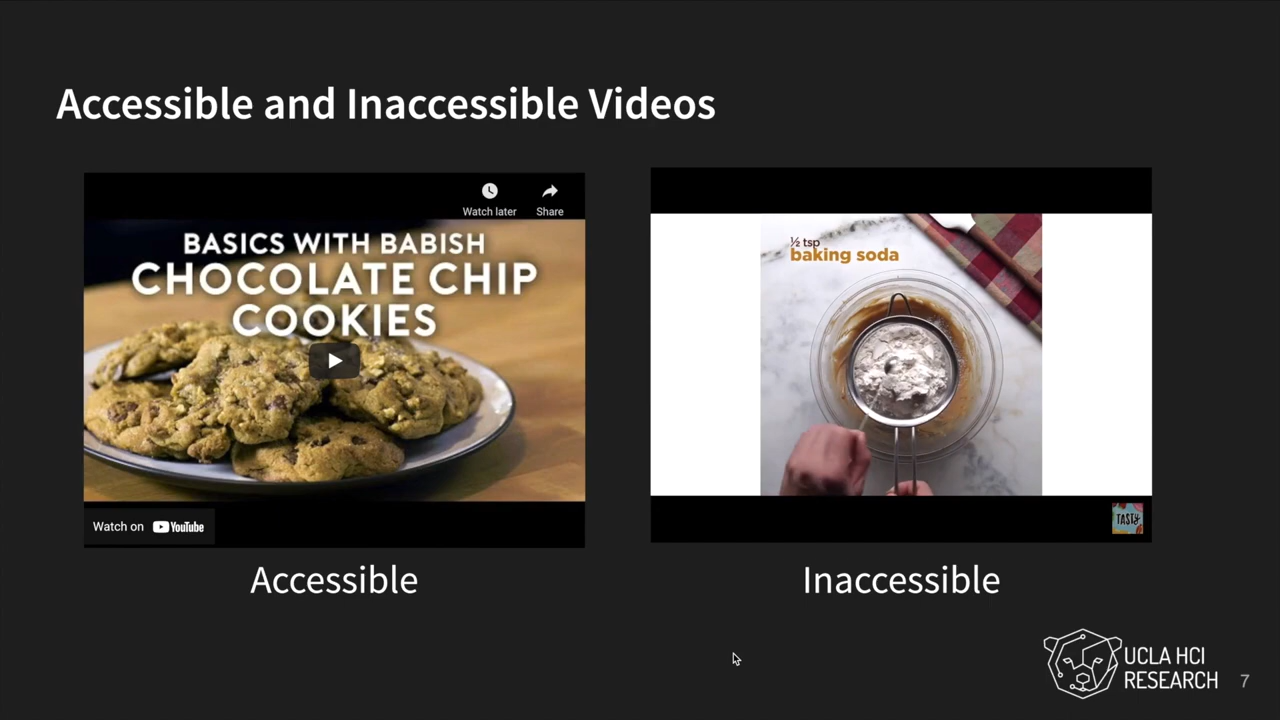 Accessible and Inaccessible Videos
Watch later
Share
BASICS WITH BABISH
CHOCOLATE CHIP
COOKIES
Watch on YouTube
Accessible
½ tsp
baking soda
TASTY
Inaccessible
UCLA HCI
RESEARCH
7